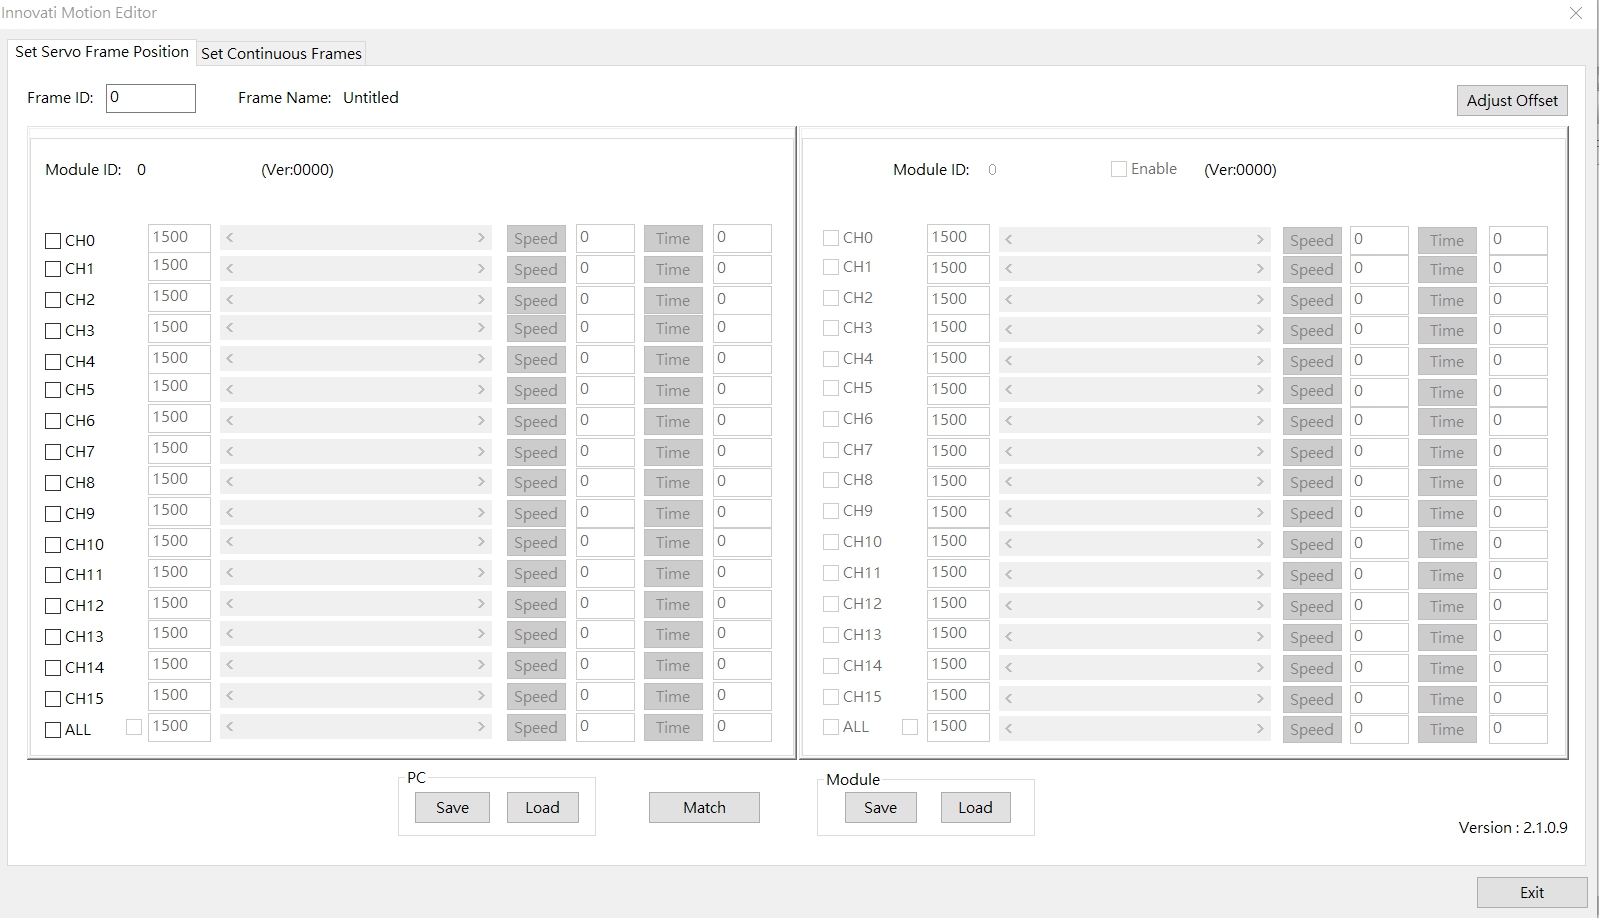 Innovati Motion Editor
Set Servo Frame Position Set Continuous Frames
Frame ID: 0 Frame Name: Untitled Adjust Offset
Module ID: 0 (Ver:0000) Module ID: 0 Enable (Ver:0000)
CH0 1500 Speed 0 Time 0 CH0 1500 Speed 0 Time 0
CH1 1500 Speed 0 Time 0 CH1 1500 Speed 0 Time 0
CH2 1500 Speed 0 Time 0 CH2 1500 Speed 0 Time 0
CH3 1500 Speed 0 Time 0 CH3 1500 Speed 0 Time 0
CH4 1500 Speed 0 Time 0 CH4 1500 Speed 0 Time 0
CH5 1500 Speed 0 Time 0 CH5 1500 Speed 0 Time 0
CH6 1500 Speed 0 Time 0 CH6 1500 Speed 0 Time 0
CH7 1500 Speed 0 Time 0 CH7 1500 Speed 0 Time 0
CH8 1500 Speed 0 Time 0 CH8 1500 Speed 0 Time 0
CH9 1500 Speed 0 Time 0 CH9 1500 Speed 0 Time 0
CH10 1500 Speed 0 Time 0 CH10 1500 Speed 0 Time 0
CH11 1500 Speed 0 Time 0 CH11 1500 Speed 0 Time 0
CH12 1500 Speed 0 Time 0 CH12 1500 Speed 0 Time 0
CH13 1500 Speed 0 Time 0 CH13 1500 Speed 0 Time 0
CH14 1500 Speed 0 Time 0 CH14 1500 Speed 0 Time 0
CH15 1500 Speed 0 Time 0 CH15 1500 Speed 0 Time 0
ALL 1500 Speed 0 Time 0 ALL 1500 Speed 0 Time 0
PC Module
Save Load Match Save Load
Version : 2.1.0.9
Exit